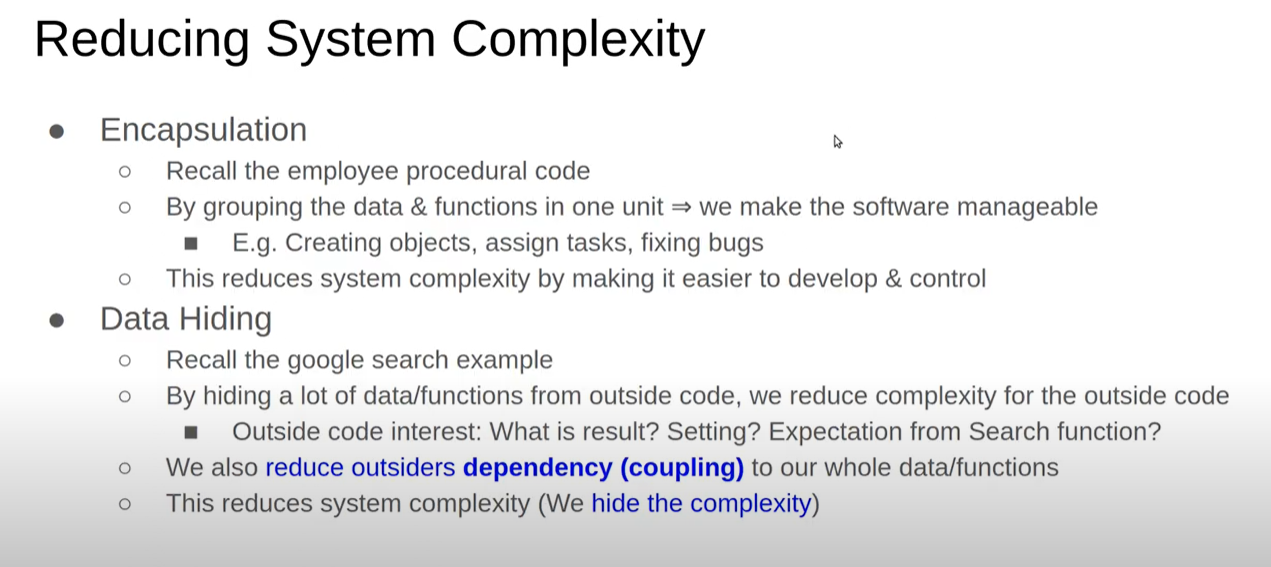 Reducing System Complexity
● Encapsulation
○ Recall the employee procedural code
○ By grouping the data & functions in one unit ⇒ we make the software manageable
■ E.g. Creating objects, assign tasks, fixing bugs
○ This reduces system complexity by making it easier to develop & control
● Data Hiding
○ Recall the google search example
○ By hiding a lot of data/functions from outside code, we reduce complexity for the outside code
■ Outside code interest: What is result? Setting? Expectation from Search function?
○ We also reduce outsiders dependency (coupling) to our whole data/functions
○ This reduces system complexity (We hide the complexity)